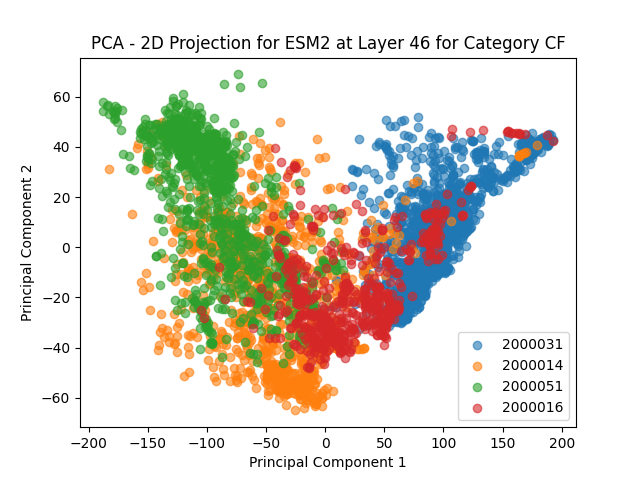 PCA - 2D Projection for ESM2 at Layer 46 for Category CF
Principal Component 2
60
40
20
0
−20
−40
−60
2000031
2000014
2000051
2000016
−200 −150 −100 −50 0 50 100 150 200
Principal Component 1